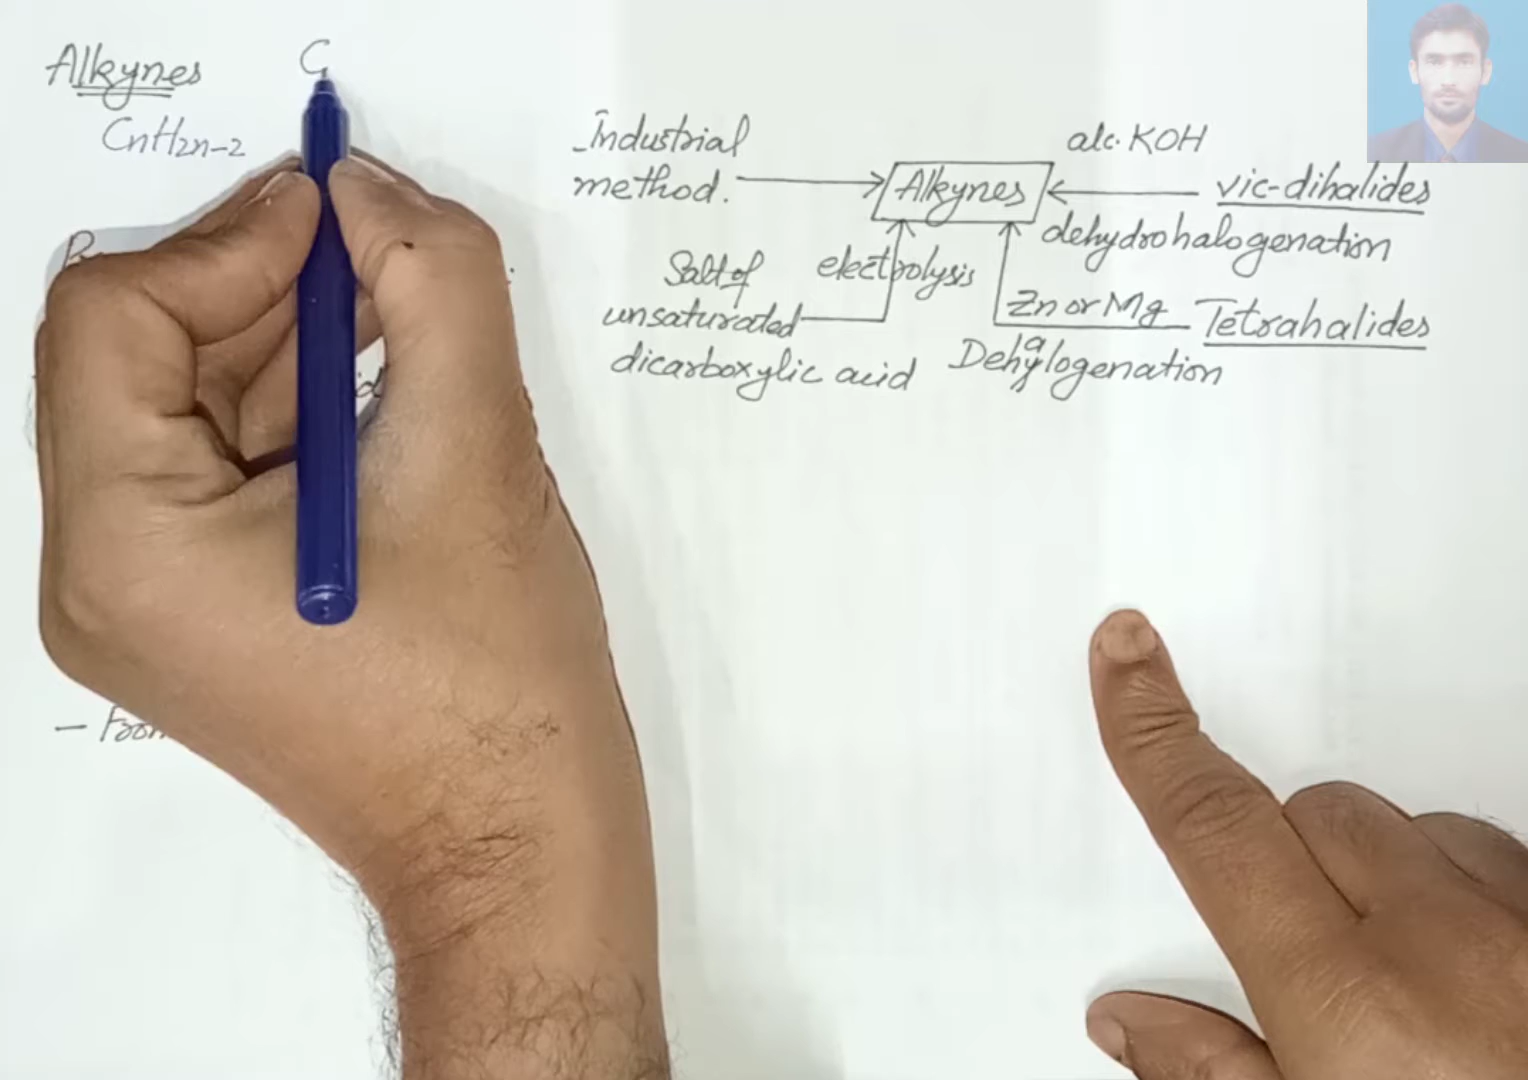 Alkynes
CnH2n-2
Industrial
method.
Alkynes
alc. KOH
vic-dihalides
dehydrohalogenation
Salt of
unsaturated
dicarboxylic acid
electrolysis
Zn or Mg
Tetrahalides
Dehalogenation